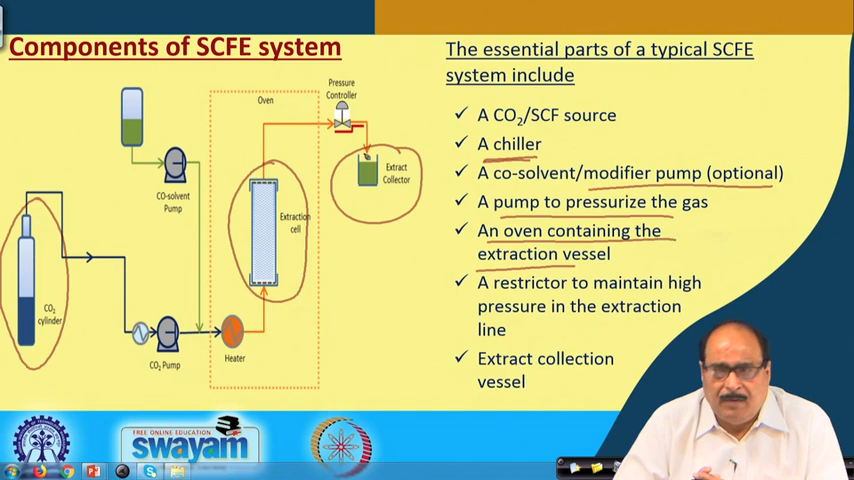 Components of SCFE system
The essential parts of a typical SCFE
system include
✓ A CO₂/SCF source
✓ A chiller
✓ A co-solvent/modifier pump (optional)
✓ A pump to pressurize the gas
✓ An oven containing the
extraction vessel
✓ A restrictor to maintain high
pressure in the extraction
line
✓ Extract collection
vessel
Pressure
Controller
Oven
Extract
Collector
CO-solvent
Pump
Extraction
cell
CO₂
cylinder
CO₂ Pump
Heater
FREE ONLINE EDUCATION
swayam